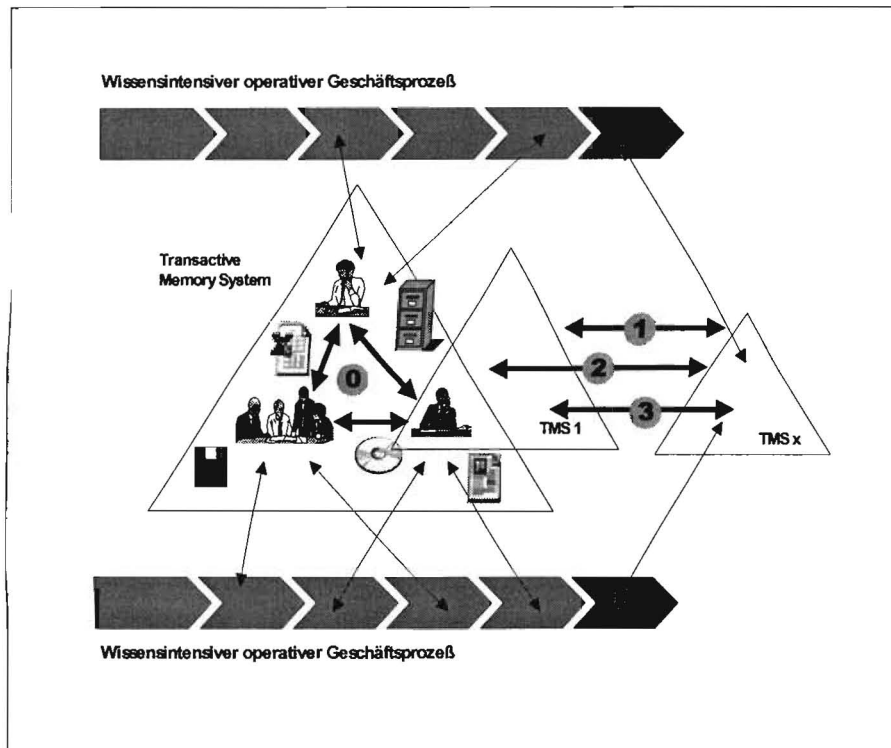 Wissensintensiver operativer Geschäftsprozeß
Transactive
Memory System
0
1
2
3
TMS 1
TMS x
Wissensintensiver operativer Geschäftsprozeß